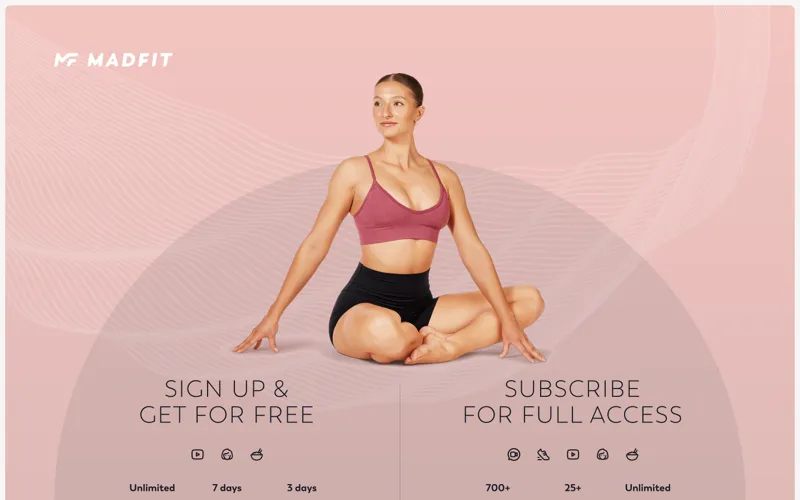 MF MADFIT
SIGN UP &
GET FOR FREE
SUBSCRIBE
FOR FULL ACCESS
Unlimited 7 days 3 days
700+ 25+ Unlimited